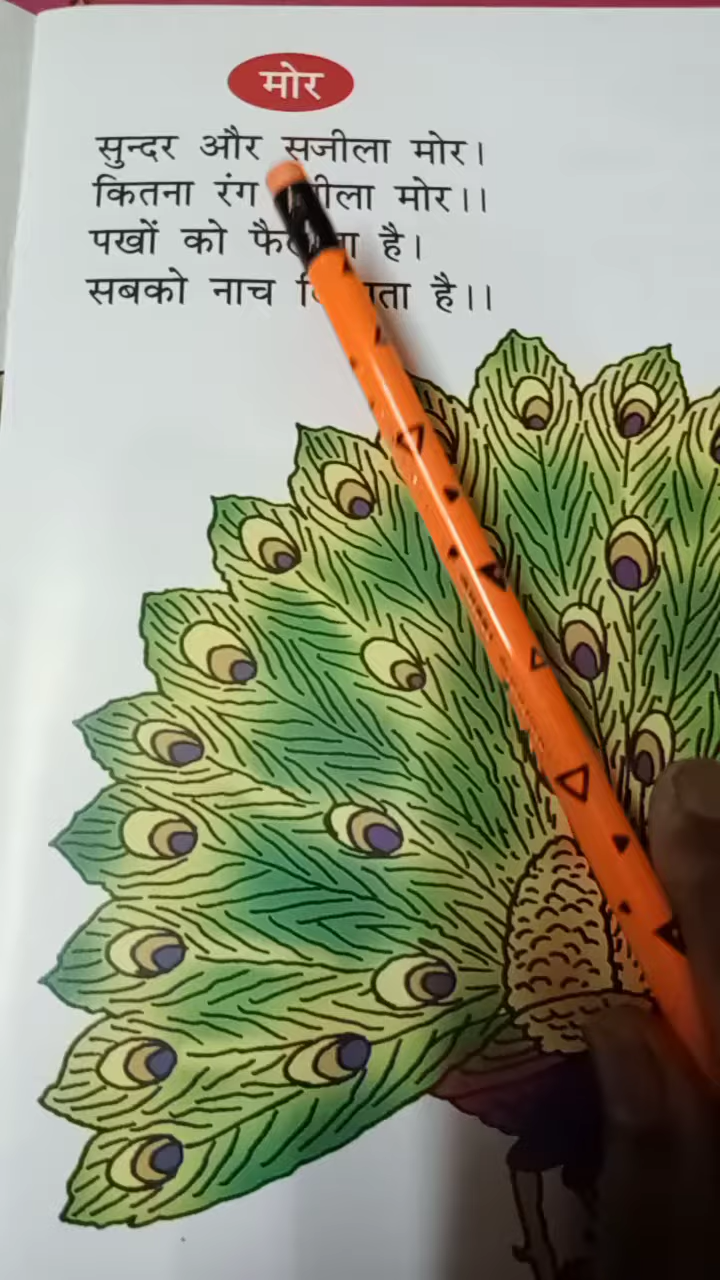 मोर
सुन्दर और सजीला मोर।
कितना रंग मोर।।
पखों को है।
सबको नाच है।।